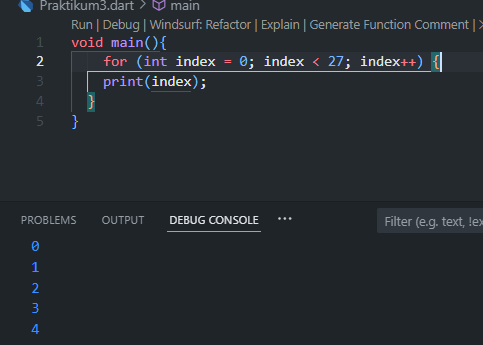 Praktikum3.dart > main
Run | Debug | Windsurf: Refactor | Explain | Generate Function Comment |
1 void main(){
2 for (int index = 0; index < 27; index++) {
3 print(index);
4 }
5 }
PROBLEMS OUTPUT DEBUG CONSOLE ... Filter (e.g. text, !ex
0
1
2
3
4